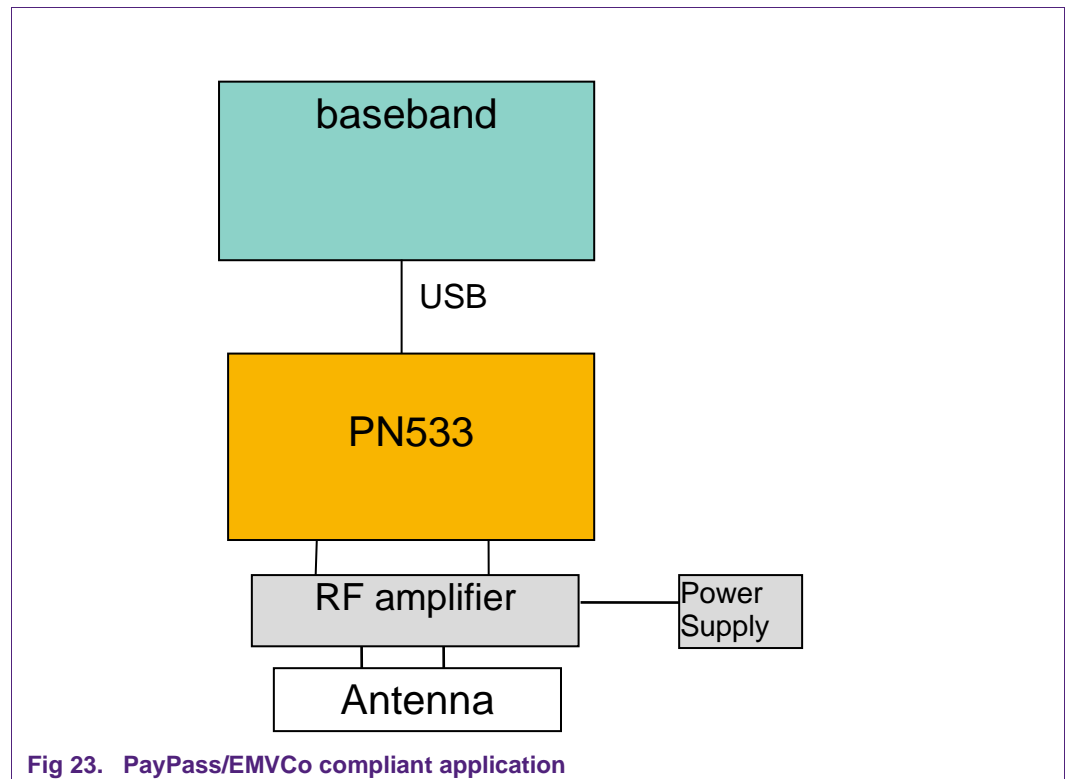 baseband
USB
PN533
RF amplifier
Power
Supply
Antenna
Fig 23. PayPass/EMVCo compliant application